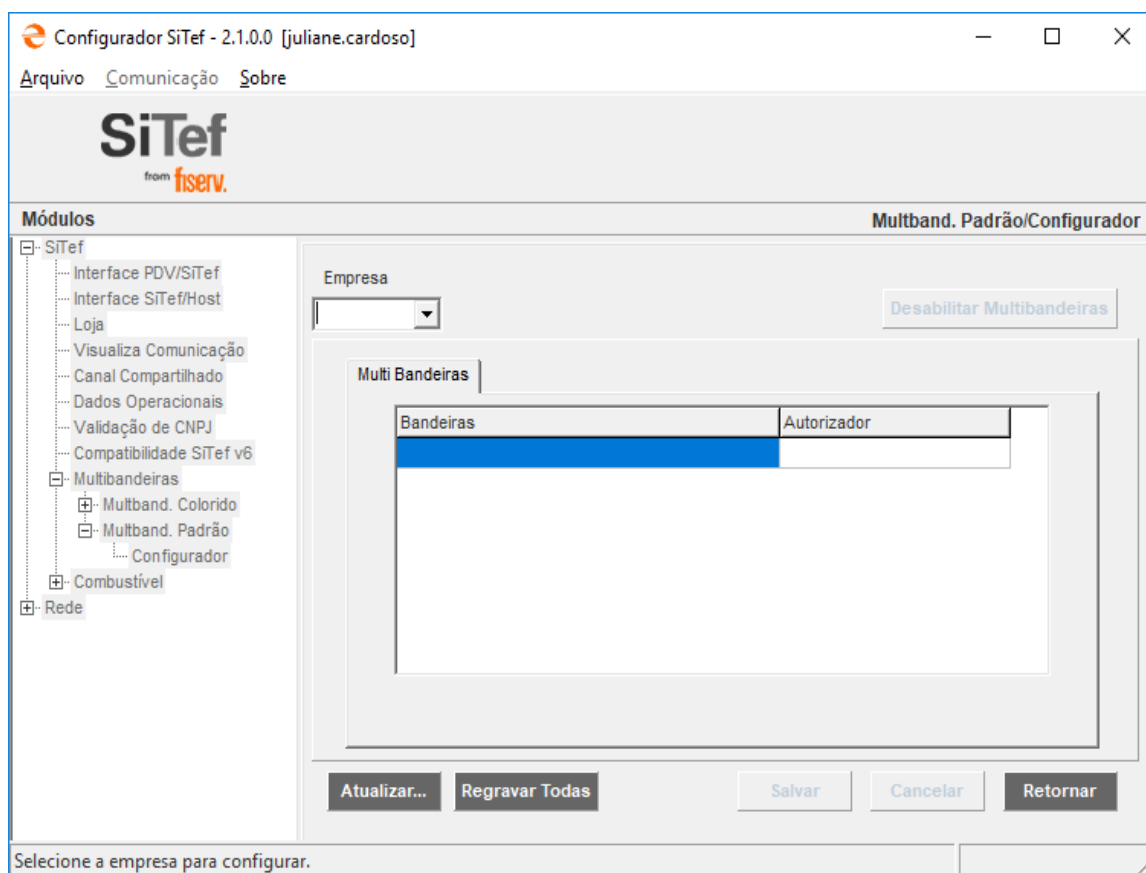 Configurador SiTef - 2.1.0.0 [juliane.cardoso]
Arquivo Comunicação Sobre
SiTef
from fiserv.
Módulos
Multband. Padrão/Configurador
SiTef
Interface PDV/SiTef
Interface SiTef/Host
Loja
Visualiza Comunicação
Canal Compartilhado
Dados Operacionais
Validação de CNPJ
Compatibilidade SiTef v6
Multibandeiras
Multband. Colorido
Multband. Padrão
Configurador
Combustível
Rede
Empresa
Desabilitar Multibandeiras
Multi Bandeiras
Bandeiras Autorizador
Atualizar... Regravar Todas Salvar Cancelar Retornar
Selecione a empresa para configurar.